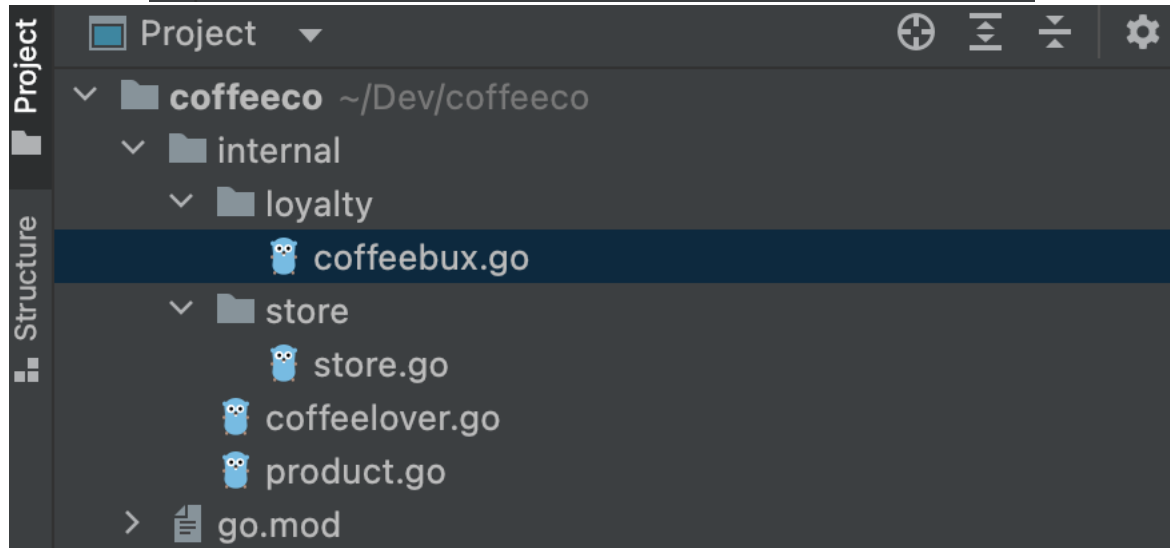 Project
Project
Structure
coffeeco ~/Dev/coffeeco
internal
loyalty
coffeebux.go
store
store.go
coffeelover.go
product.go
go.mod